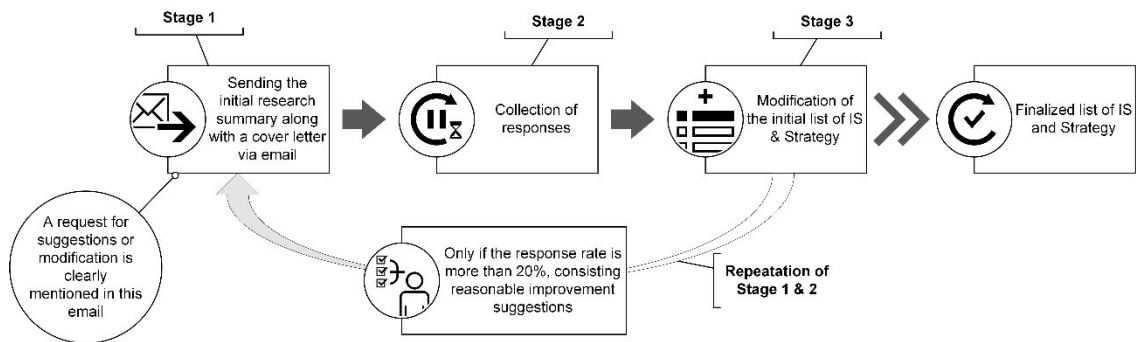 Stage 1
Stage 2
Stage 3
Sending the
initial research
summary along
with a cover letter
via email
Collection of
responses
Modification of
the initial list of IS
& Strategy
Finalized list of IS
and Strategy
A request for
suggestions or
modification is
clearly
mentioned in this
email
Only if the response rate is
more than 20%, consisting
reasonable improvement
suggestions
Repeatation of
Stage 1 & 2